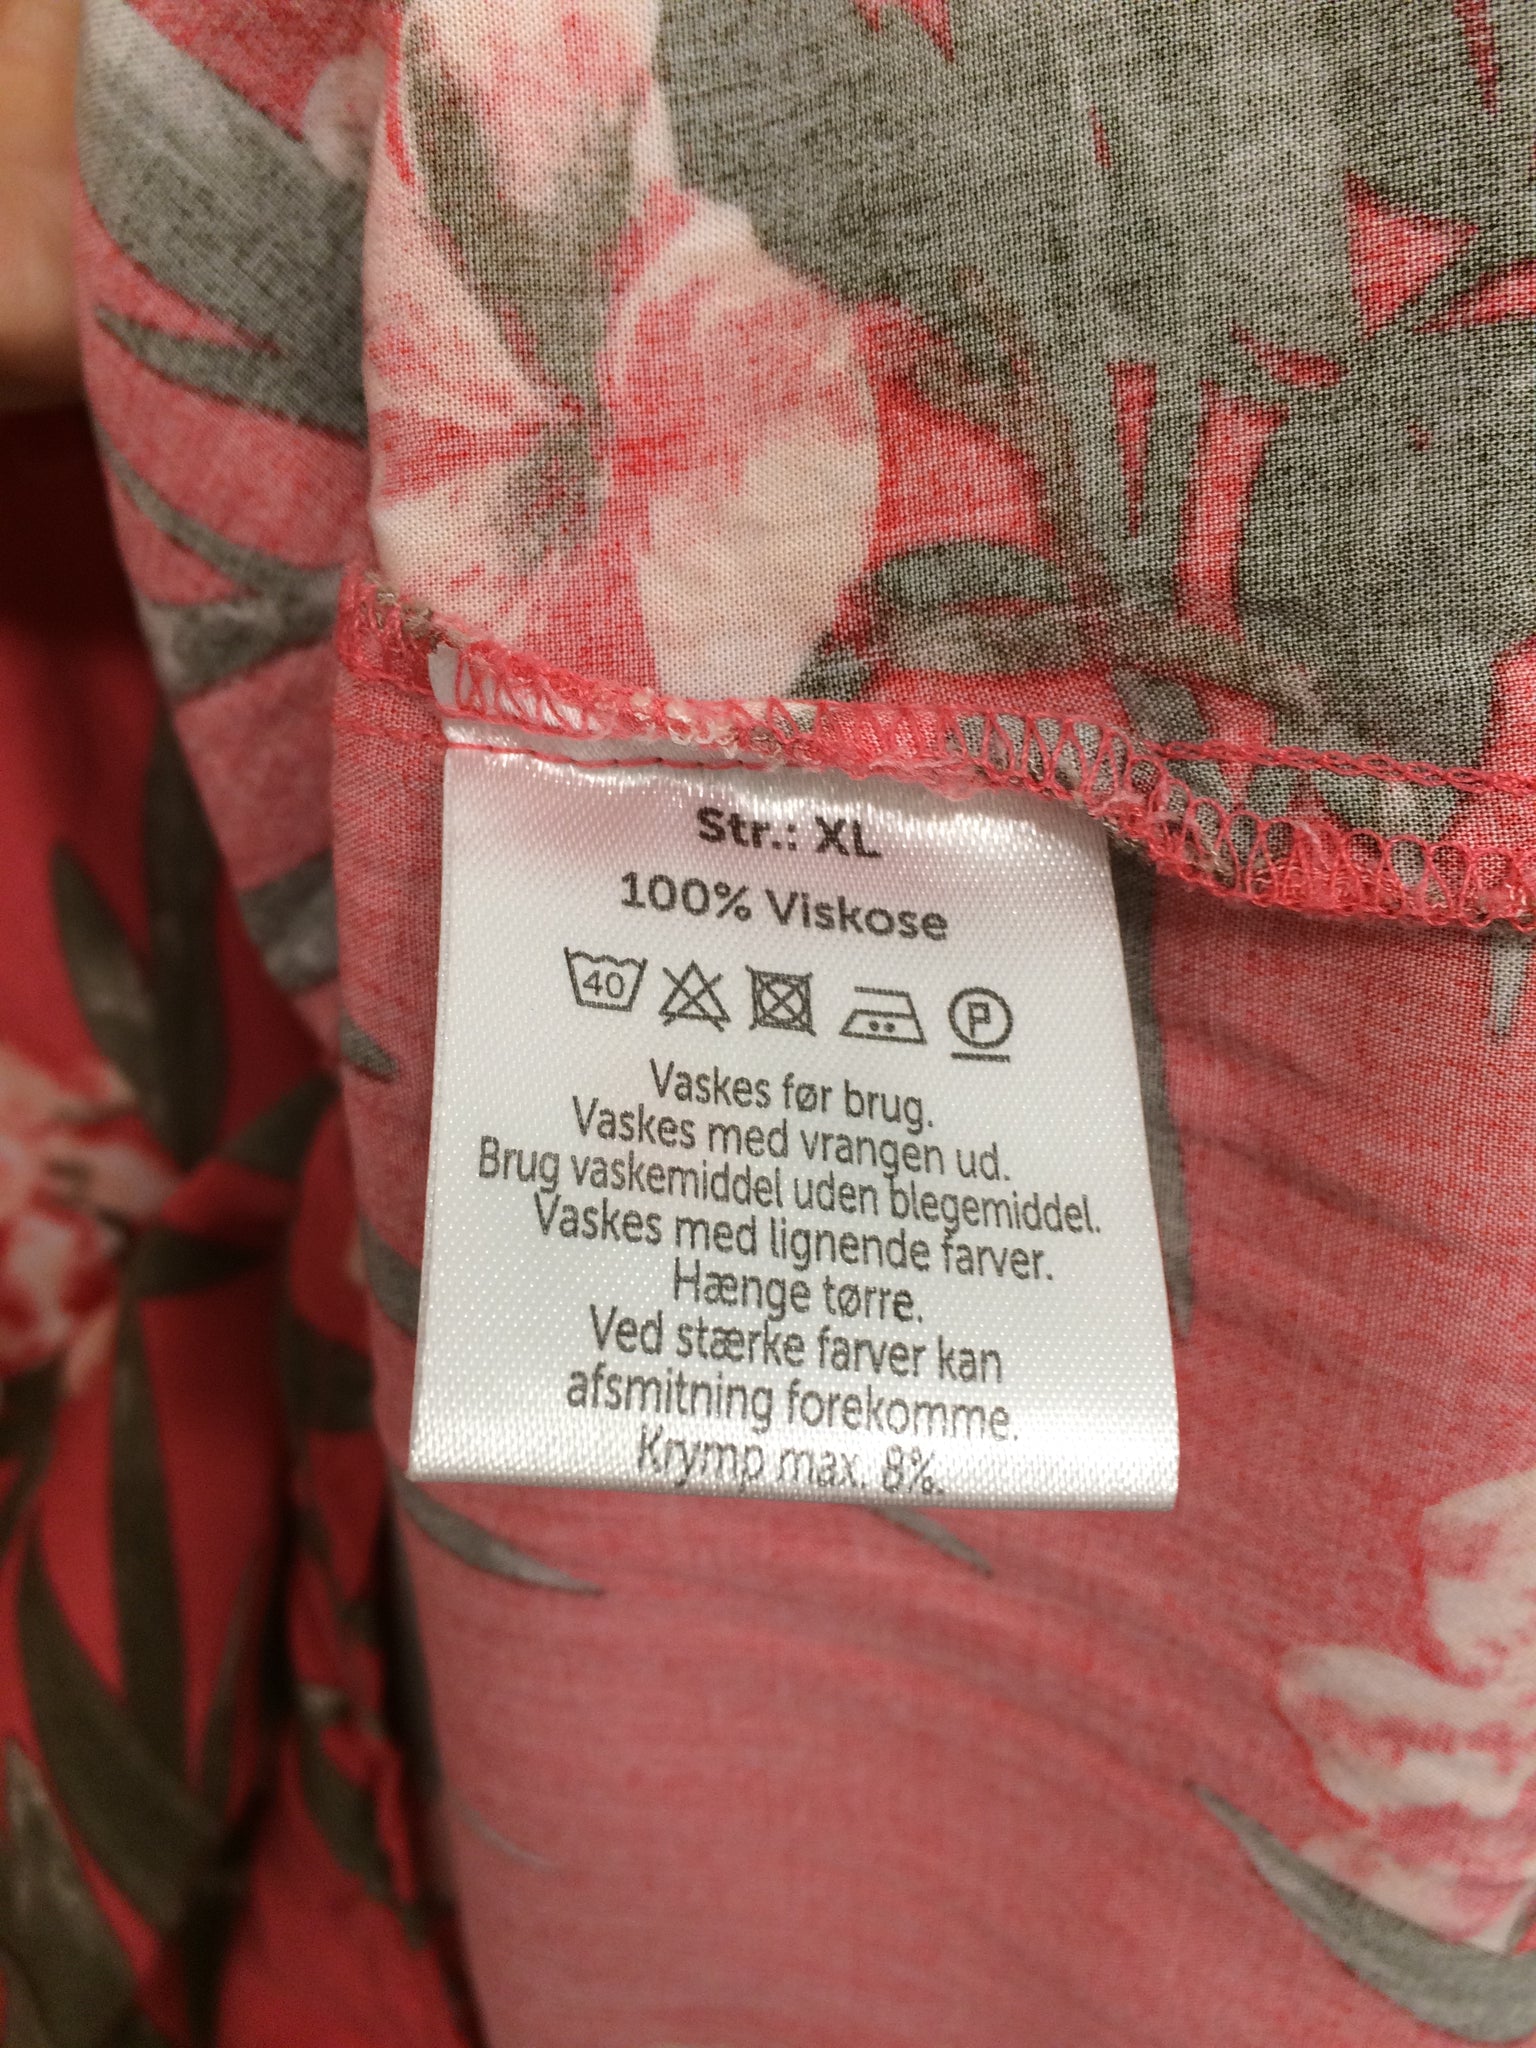 Str.: XL
100% Viskose
40 P
Vaskes før brug.
Vaskes med vrangen ud.
Brug vaskemiddel uden blegemiddel.
Vaskes med lignende farver.
Hænge tørre.
Ved stærke farver kan
afsmitning forekomme.
Krymp max. 8%.